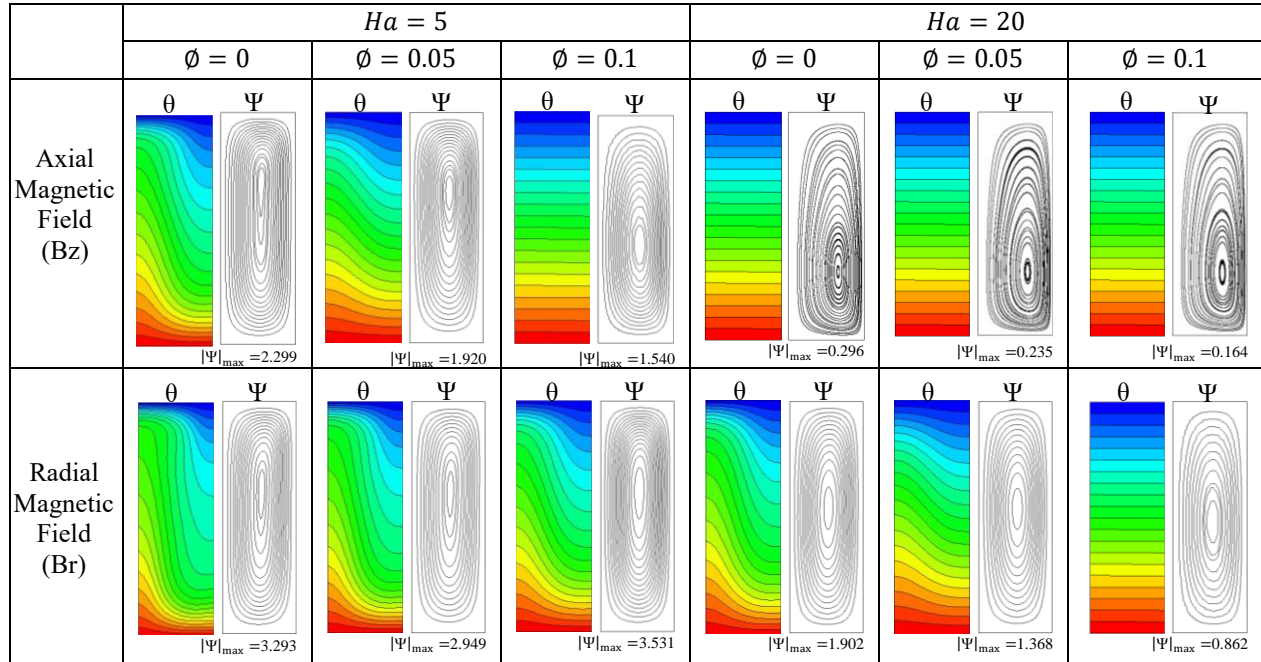 Ha = 5 Ha = 20
∅ = 0 ∅ = 0.05 ∅ = 0.1 ∅ = 0 ∅ = 0.05 ∅ = 0.1
Axial
Magnetic
Field
(Bz)
θ Ψ θ Ψ θ Ψ θ Ψ θ Ψ θ Ψ
|Ψ|max =2.299 |Ψ|max =1.920 |Ψ|max =1.540 |Ψ|max =0.296 |Ψ|max =0.235 |Ψ|max =0.164
Radial
Magnetic
Field
(Br)
θ Ψ θ Ψ θ Ψ θ Ψ θ Ψ θ Ψ
|Ψ|max =3.293 |Ψ|max =2.949 |Ψ|max =3.531 |Ψ|max =1.902 |Ψ|max =1.368 |Ψ|max =0.862